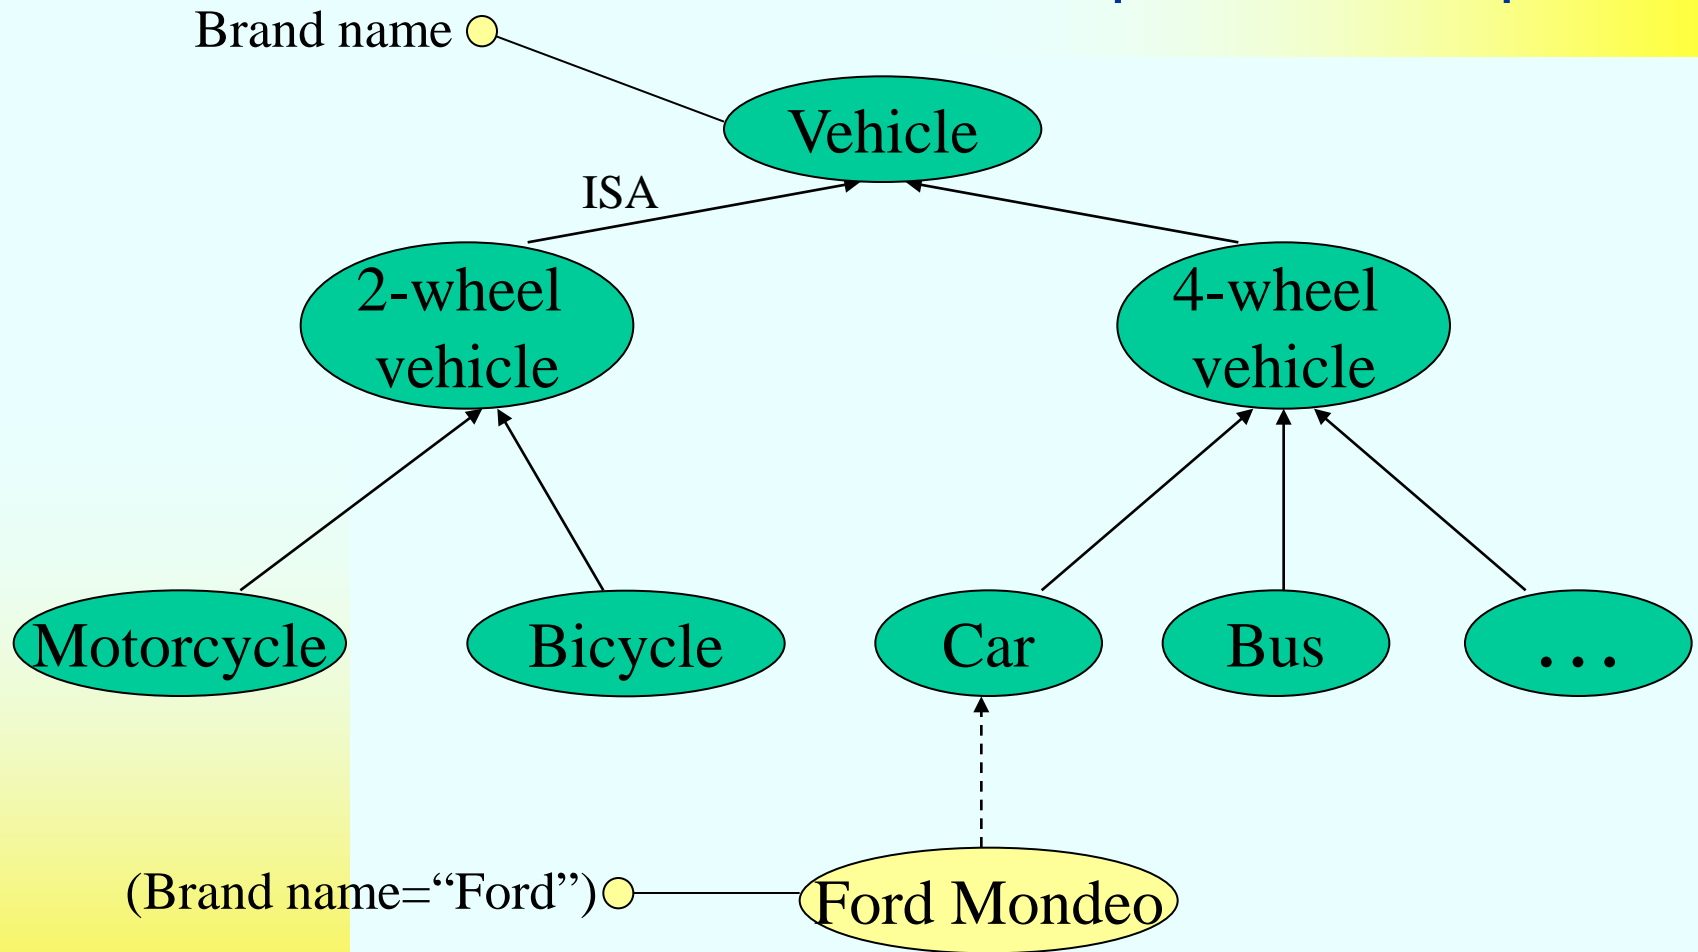 Brand name
Vehicle
ISA
2-wheel
vehicle
4-wheel
vehicle
Motorcycle
Bicycle
Car
Bus
…
(Brand name=“Ford”)
Ford Mondeo